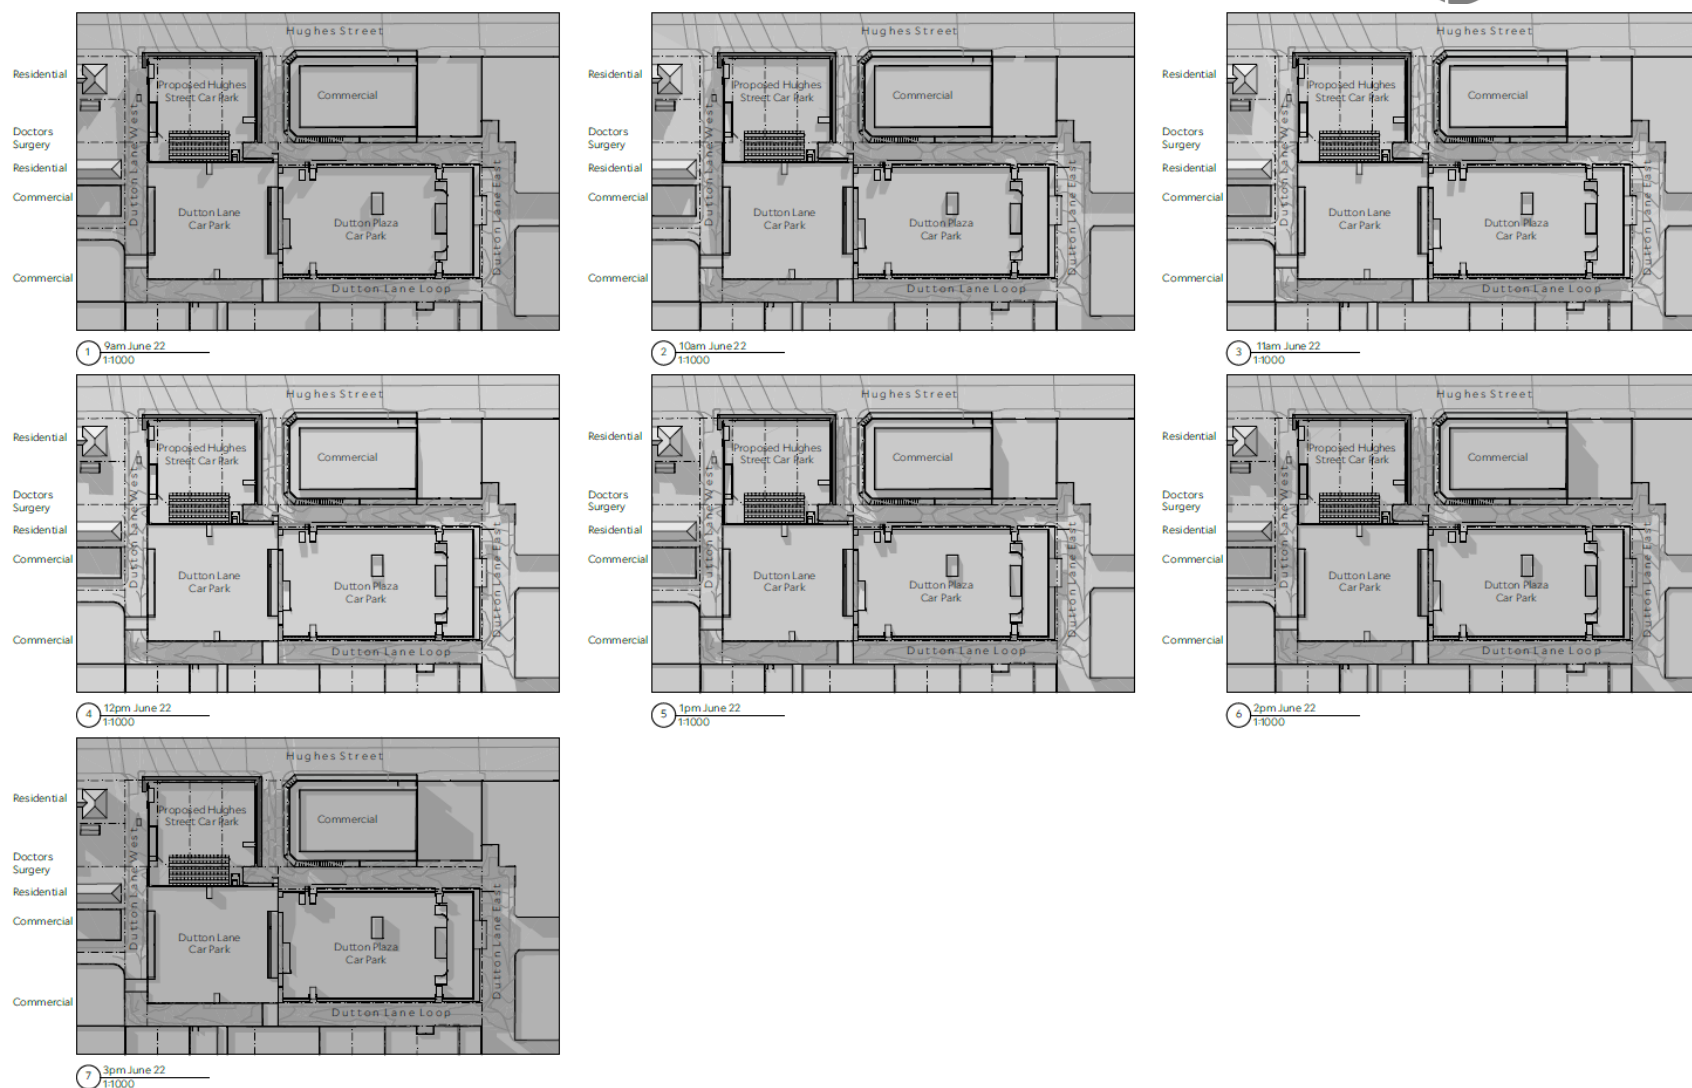 Hughes Street
Residential
Proposed Hughes
Street Car Park
Commercial
Doctors
Surgery
Dutton Lane West
Residential
Commercial
Dutton Lane
Car Park
Dutton Plaza
Car Park
Dutton Lane East
Commercial
Dutton Lane Loop
1
9am June 22
1:1000
Hughes Street
Residential
Proposed Hughes
Street Car Park
Commercial
Doctors
Surgery
Dutton Lane West
Residential
Commercial
Dutton Lane
Car Park
Dutton Plaza
Car Park
Dutton Lane East
Commercial
Dutton Lane Loop
2
10am June 22
1:1000
Hughes Street
Residential
Proposed Hughes
Street Car Park
Commercial
Doctors
Surgery
Dutton Lane West
Residential
Commercial
Dutton Lane
Car Park
Dutton Plaza
Car Park
Dutton Lane East
Commercial
Dutton Lane Loop
3
11am June 22
1:1000
Hughes Street
Residential
Proposed Hughes
Street Car Park
Commercial
Doctors
Surgery
Dutton Lane West
Residential
Commercial
Dutton Lane
Car Park
Dutton Plaza
Car Park
Dutton Lane East
Commercial
Dutton Lane Loop
4
12pm June 22
1:1000
Hughes Street
Residential
Proposed Hughes
Street Car Park
Commercial
Doctors
Surgery
Dutton Lane West
Residential
Commercial
Dutton Lane
Car Park
Dutton Plaza
Car Park
Dutton Lane East
Commercial
Dutton Lane Loop
5
1pm June 22
1:1000
Hughes Street
Residential
Proposed Hughes
Street Car Park
Commercial
Doctors
Surgery
Dutton Lane West
Residential
Commercial
Dutton Lane
Car Park
Dutton Plaza
Car Park
Dutton Lane East
Commercial
Dutton Lane Loop
6
2pm June 22
1:1000
Hughes Street
Residential
Proposed Hughes
Street Car Park
Commercial
Doctors
Surgery
Dutton Lane West
Residential
Commercial
Dutton Lane
Car Park
Dutton Plaza
Car Park
Dutton Lane East
Commercial
Dutton Lane Loop
7
3pm June 22
1:1000